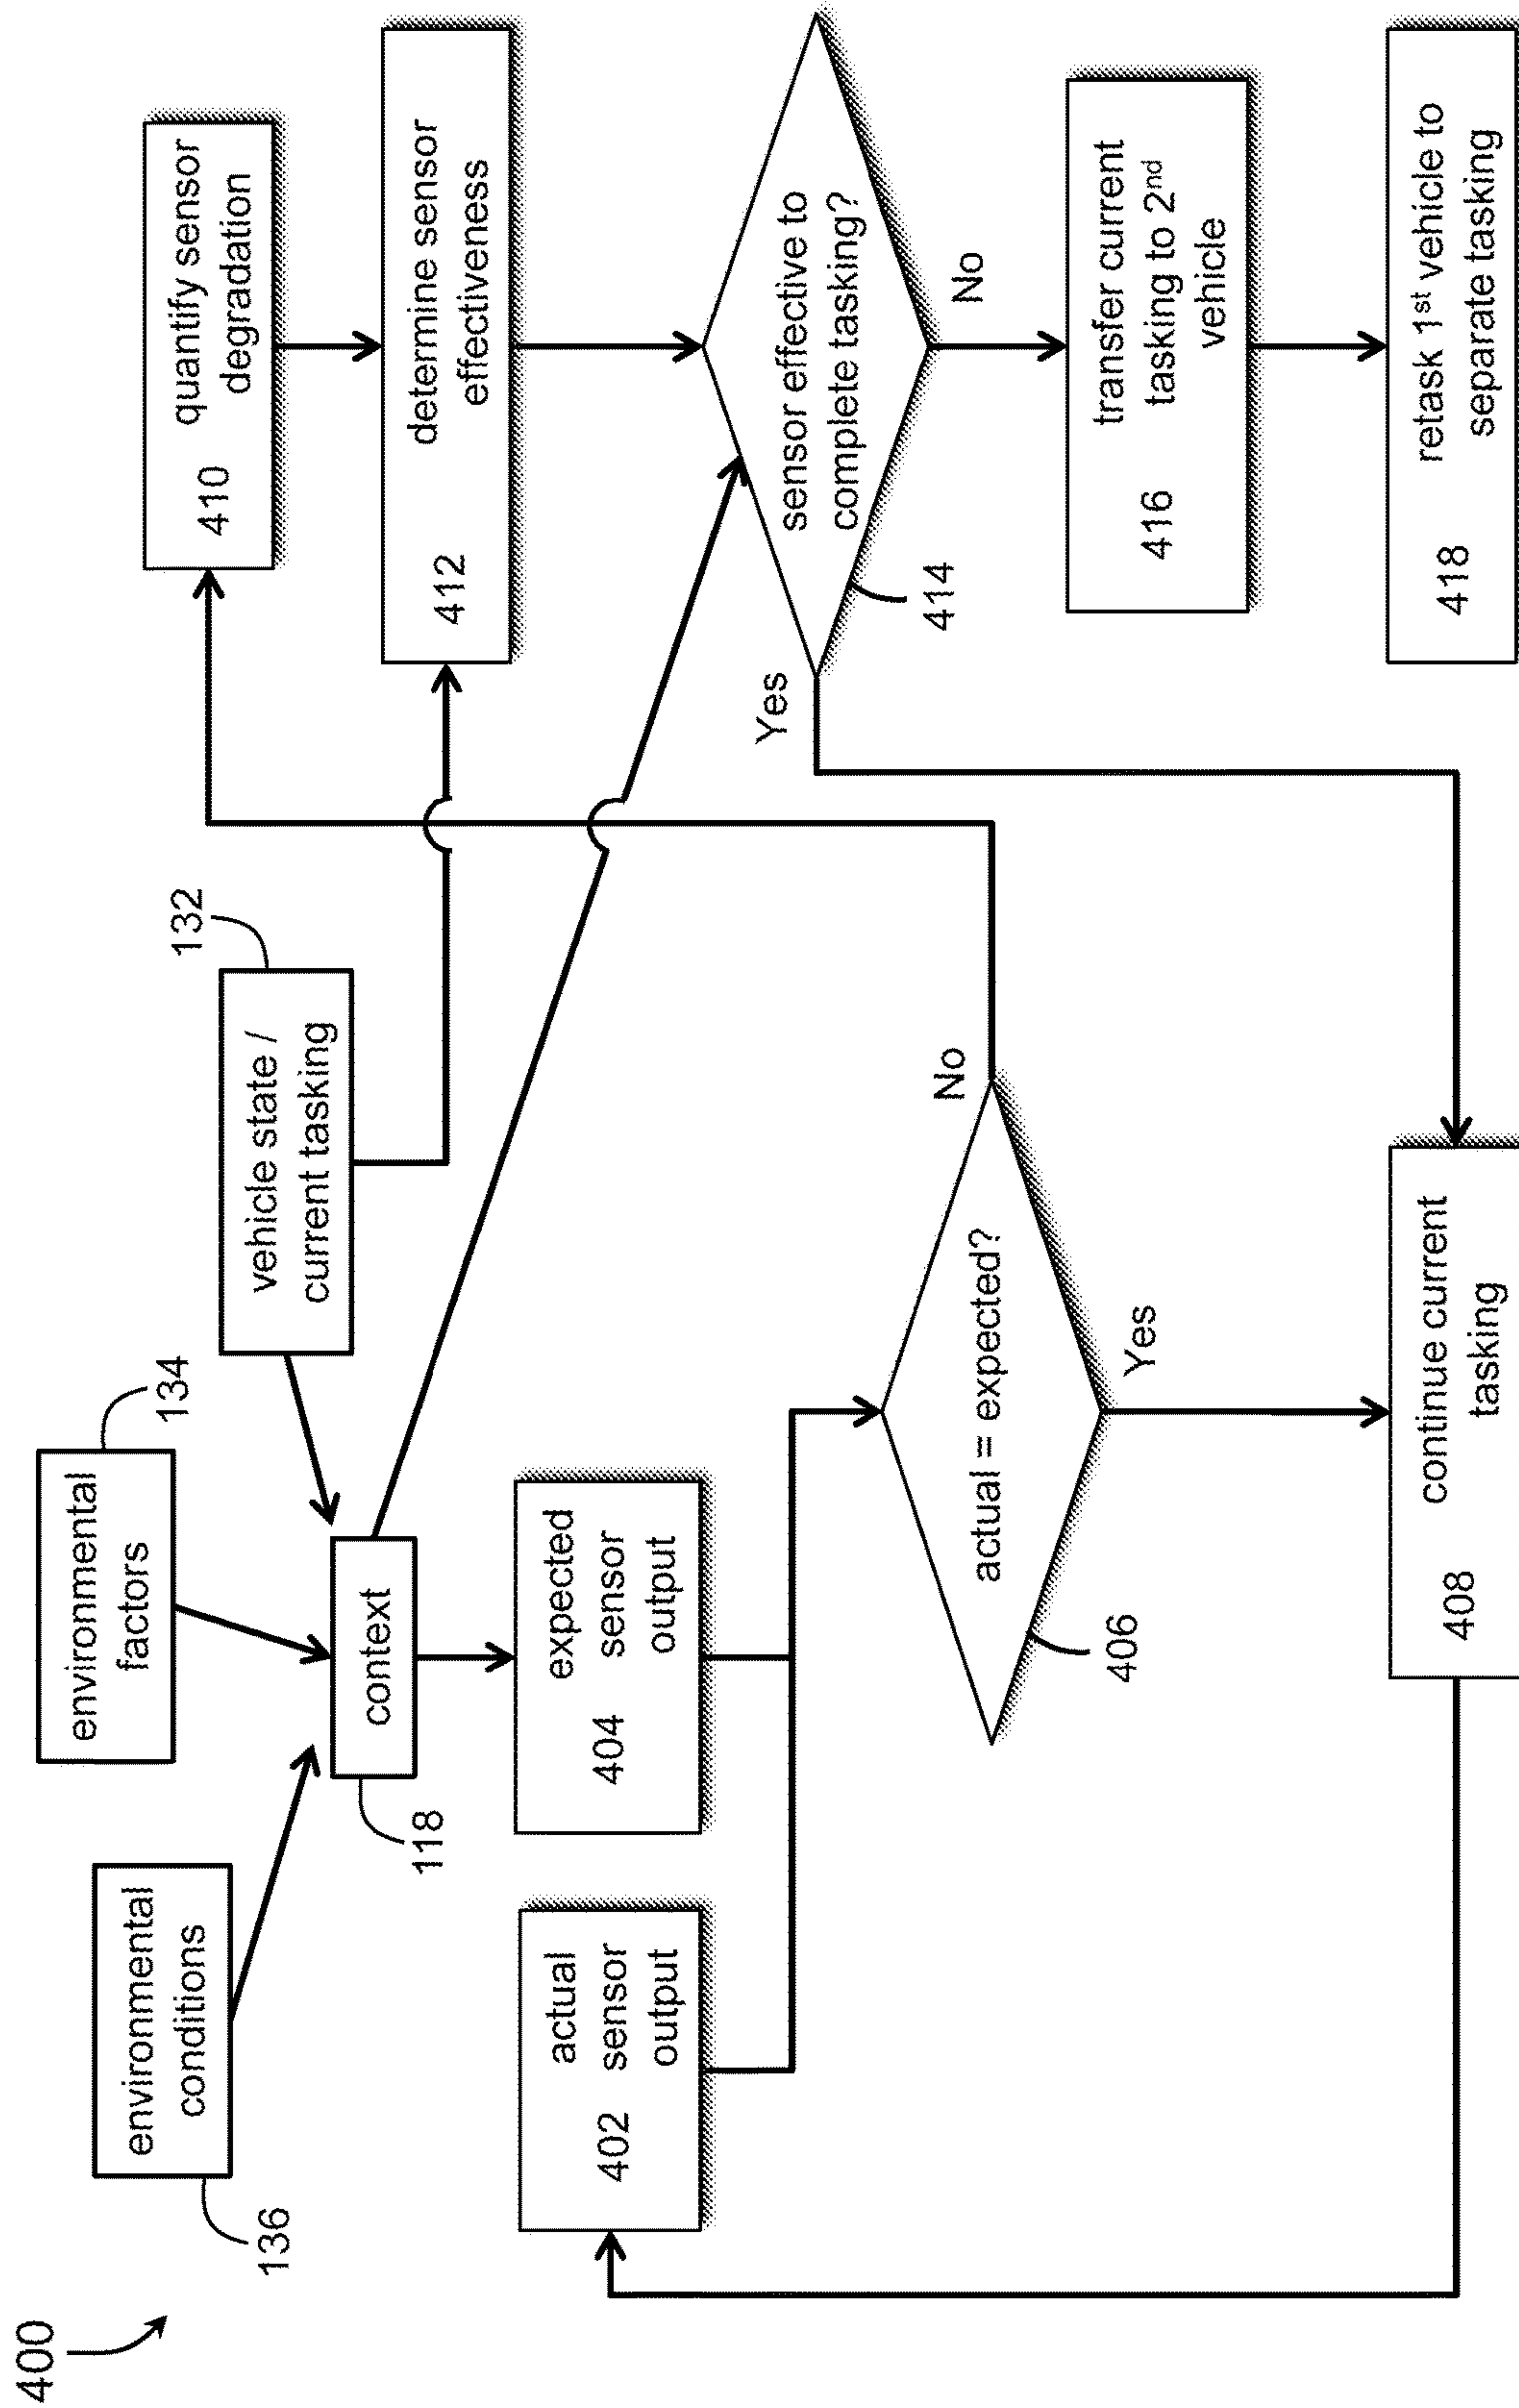 400
136
environmental
conditions
environmental
factors
134
vehicle state /
current tasking
132
118
context
402
actual
sensor
output
404
expected
sensor
output
406
actual = expected?
No
Yes
408
continue current
tasking
410
quantify sensor
degradation
412
determine sensor
effectiveness
414
sensor effective to
complete tasking?
Yes
No
416
transfer current
tasking to 2nd
vehicle
418
retask 1st vehicle to
separate tasking